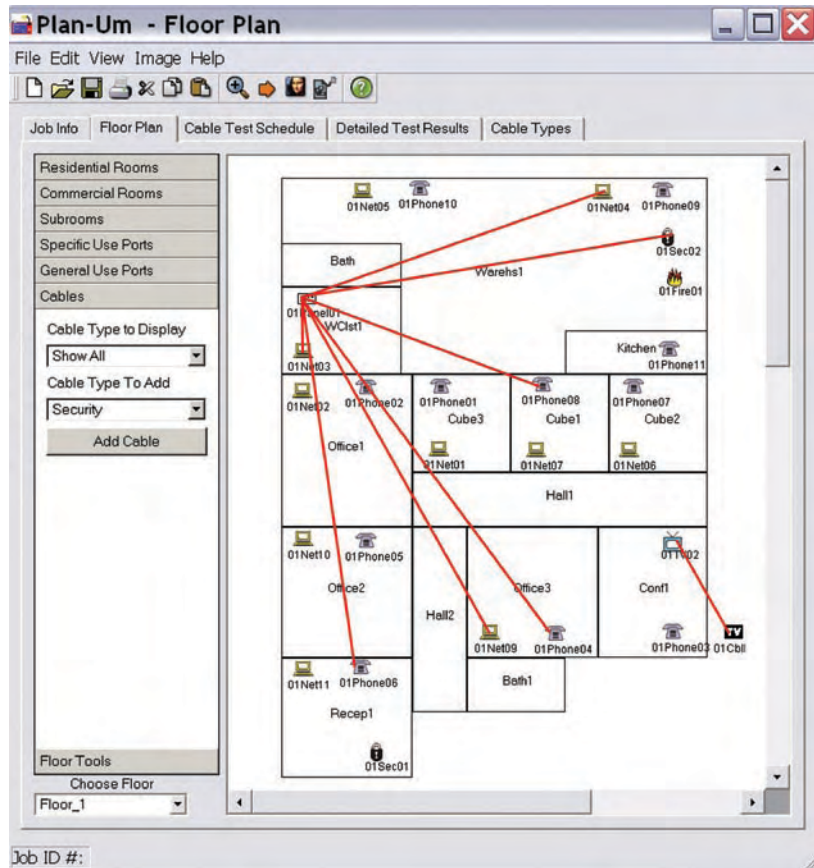 Plan-Um - Floor Plan
File Edit View Image Help
Job Info Floor Plan Cable Test Schedule Detailed Test Results Cable Types
Residential Rooms
Commercial Rooms
Subrooms
Specific Use Ports
General Use Ports
Cables
Cable Type to Display
Show All
Cable Type To Add
Security
Add Cable
Floor Tools
Choose Floor
Floor_1
01Net05 01Phone10 01Net04 01Phone09
01Sec02
Bath Warehs1
01Fire01
01Panel01
WClst1
Kitchen
01Net03 01Phone11
01Net02 01Phone02 01Phone01 01Phone08 01Phone07
Cube3 Cube1 Cube2
Office1
01Net01 01Net07 01Net06
Hall1
01Net10 01Phone05 01TV02
Office2 Office3 Conf1
Hall2
TV
01Net09 01Phone04 01Phone03 01Cbll
01Net11 01Phone06 Bath1
Recep1
01Sec01
Job ID #: